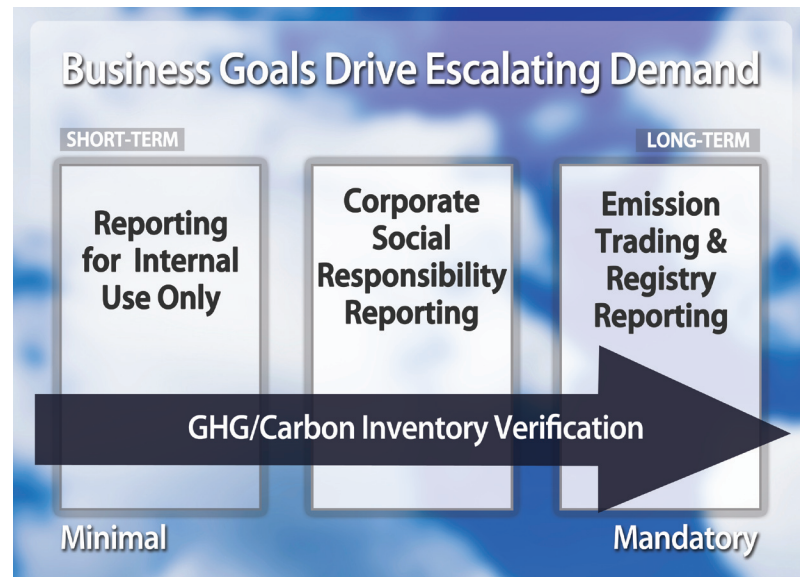 Business Goals Drive Escalating Demand
SHORT-TERM
LONG-TERM
Reporting
for Internal
Use Only
Corporate
Social
Responsibility
Reporting
Emission
Trading &
Registry
Reporting
GHG/Carbon Inventory Verification
Minimal
Mandatory